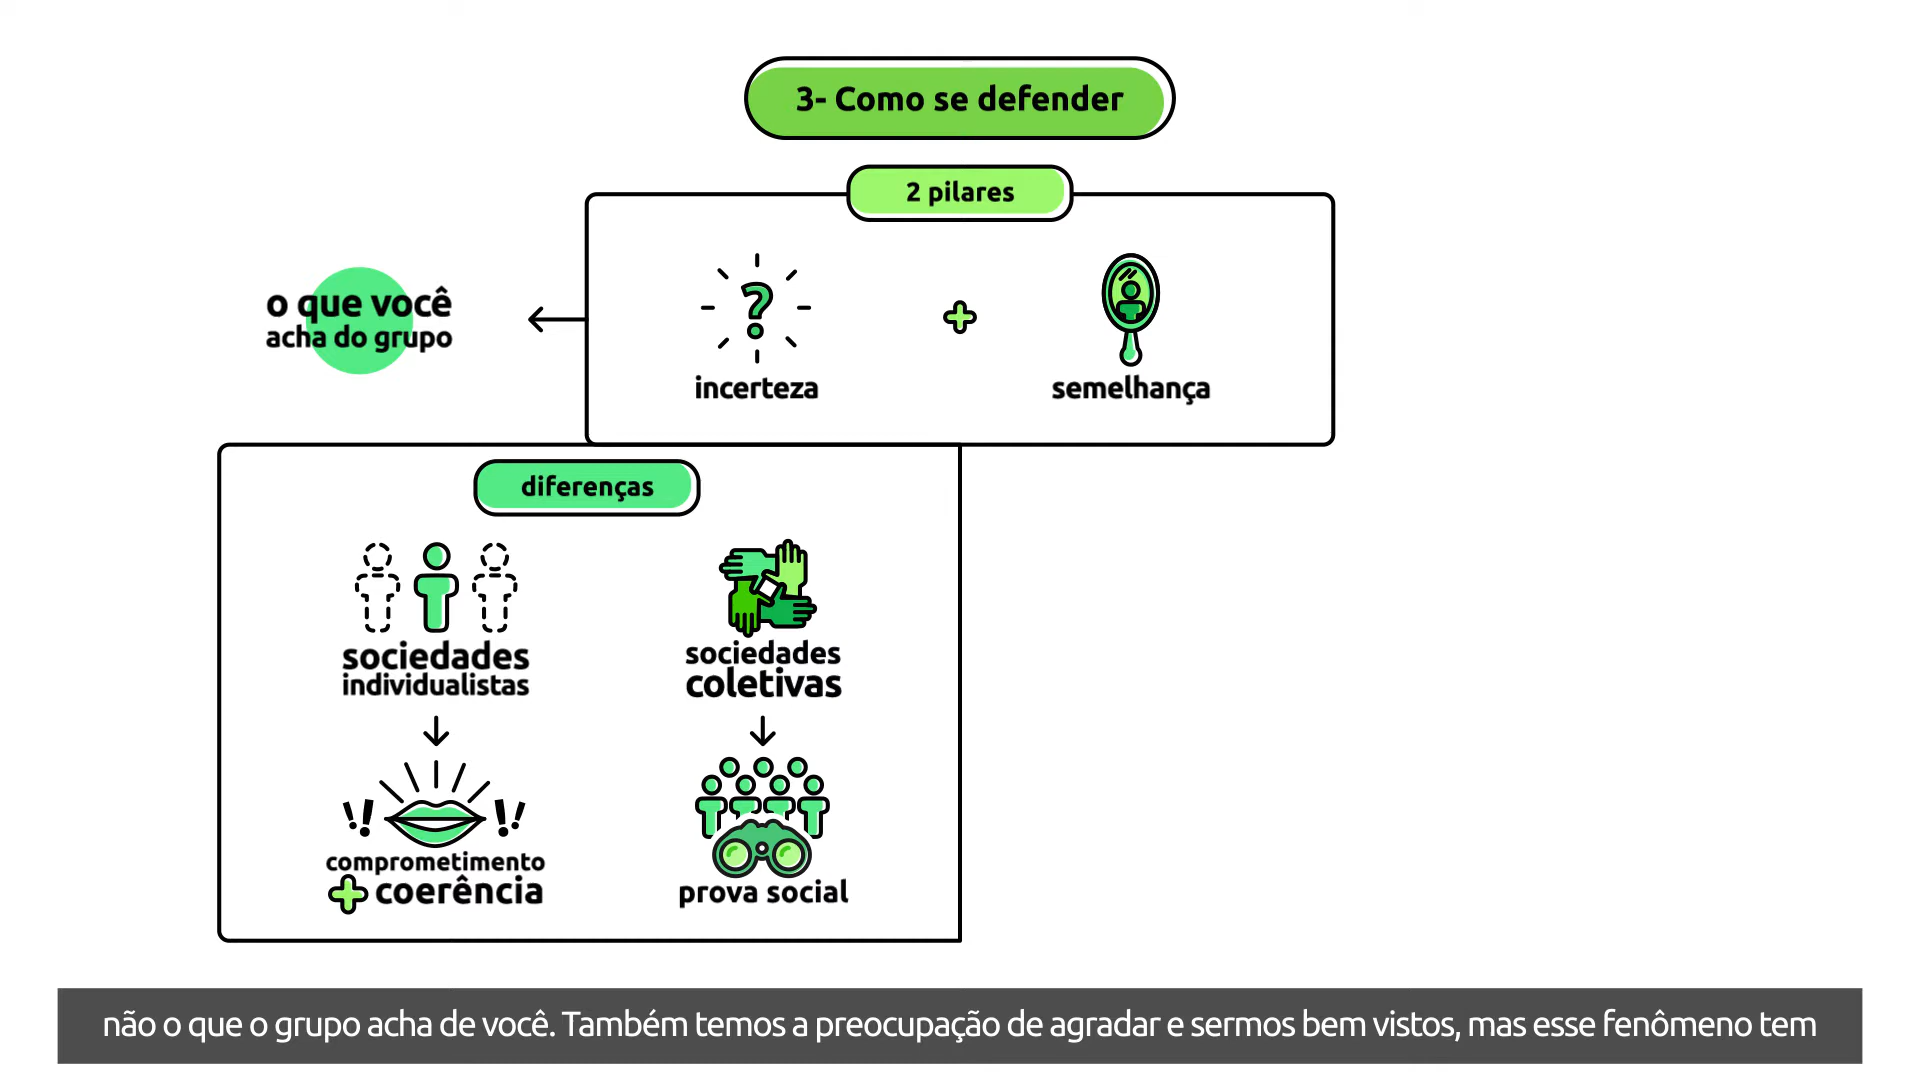 3- Como se defender
2 pilares
o que você
acha do grupo
?
incerteza
semelhança
diferenças
sociedades
individualistas
sociedades
coletivas
!! !!
comprometimento
coerência
prova social
não o que o grupo acha de você. Também temos a preocupação de agradar e sermos bem vistos, mas esse fenômeno tem